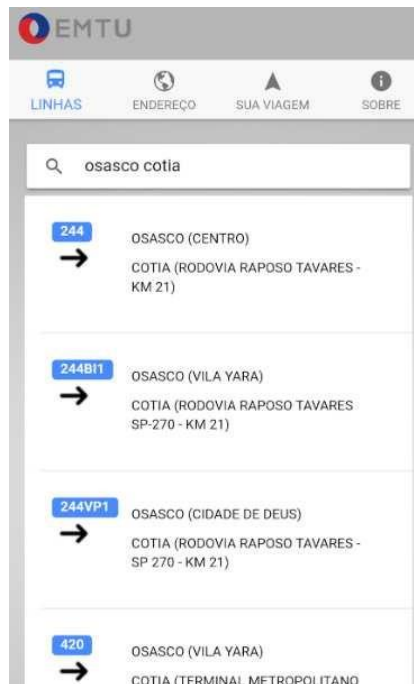 EMTU
LINHAS ENDEREÇO SUA VIAGEM SOBRE
osasco cotia
244
OSASCO (CENTRO)
COTIA (RODOVIA RAPOSO TAVARES -
KM 21)
244BI1
OSASCO (VILA YARA)
COTIA (RODOVIA RAPOSO TAVARES
SP-270 - KM 21)
244VP1
OSASCO (CIDADE DE DEUS)
COTIA (RODOVIA RAPOSO TAVARES -
SP 270 - KM 21)
420
OSASCO (VILA YARA)
COTIA (TERMINAL METROPOLITANO